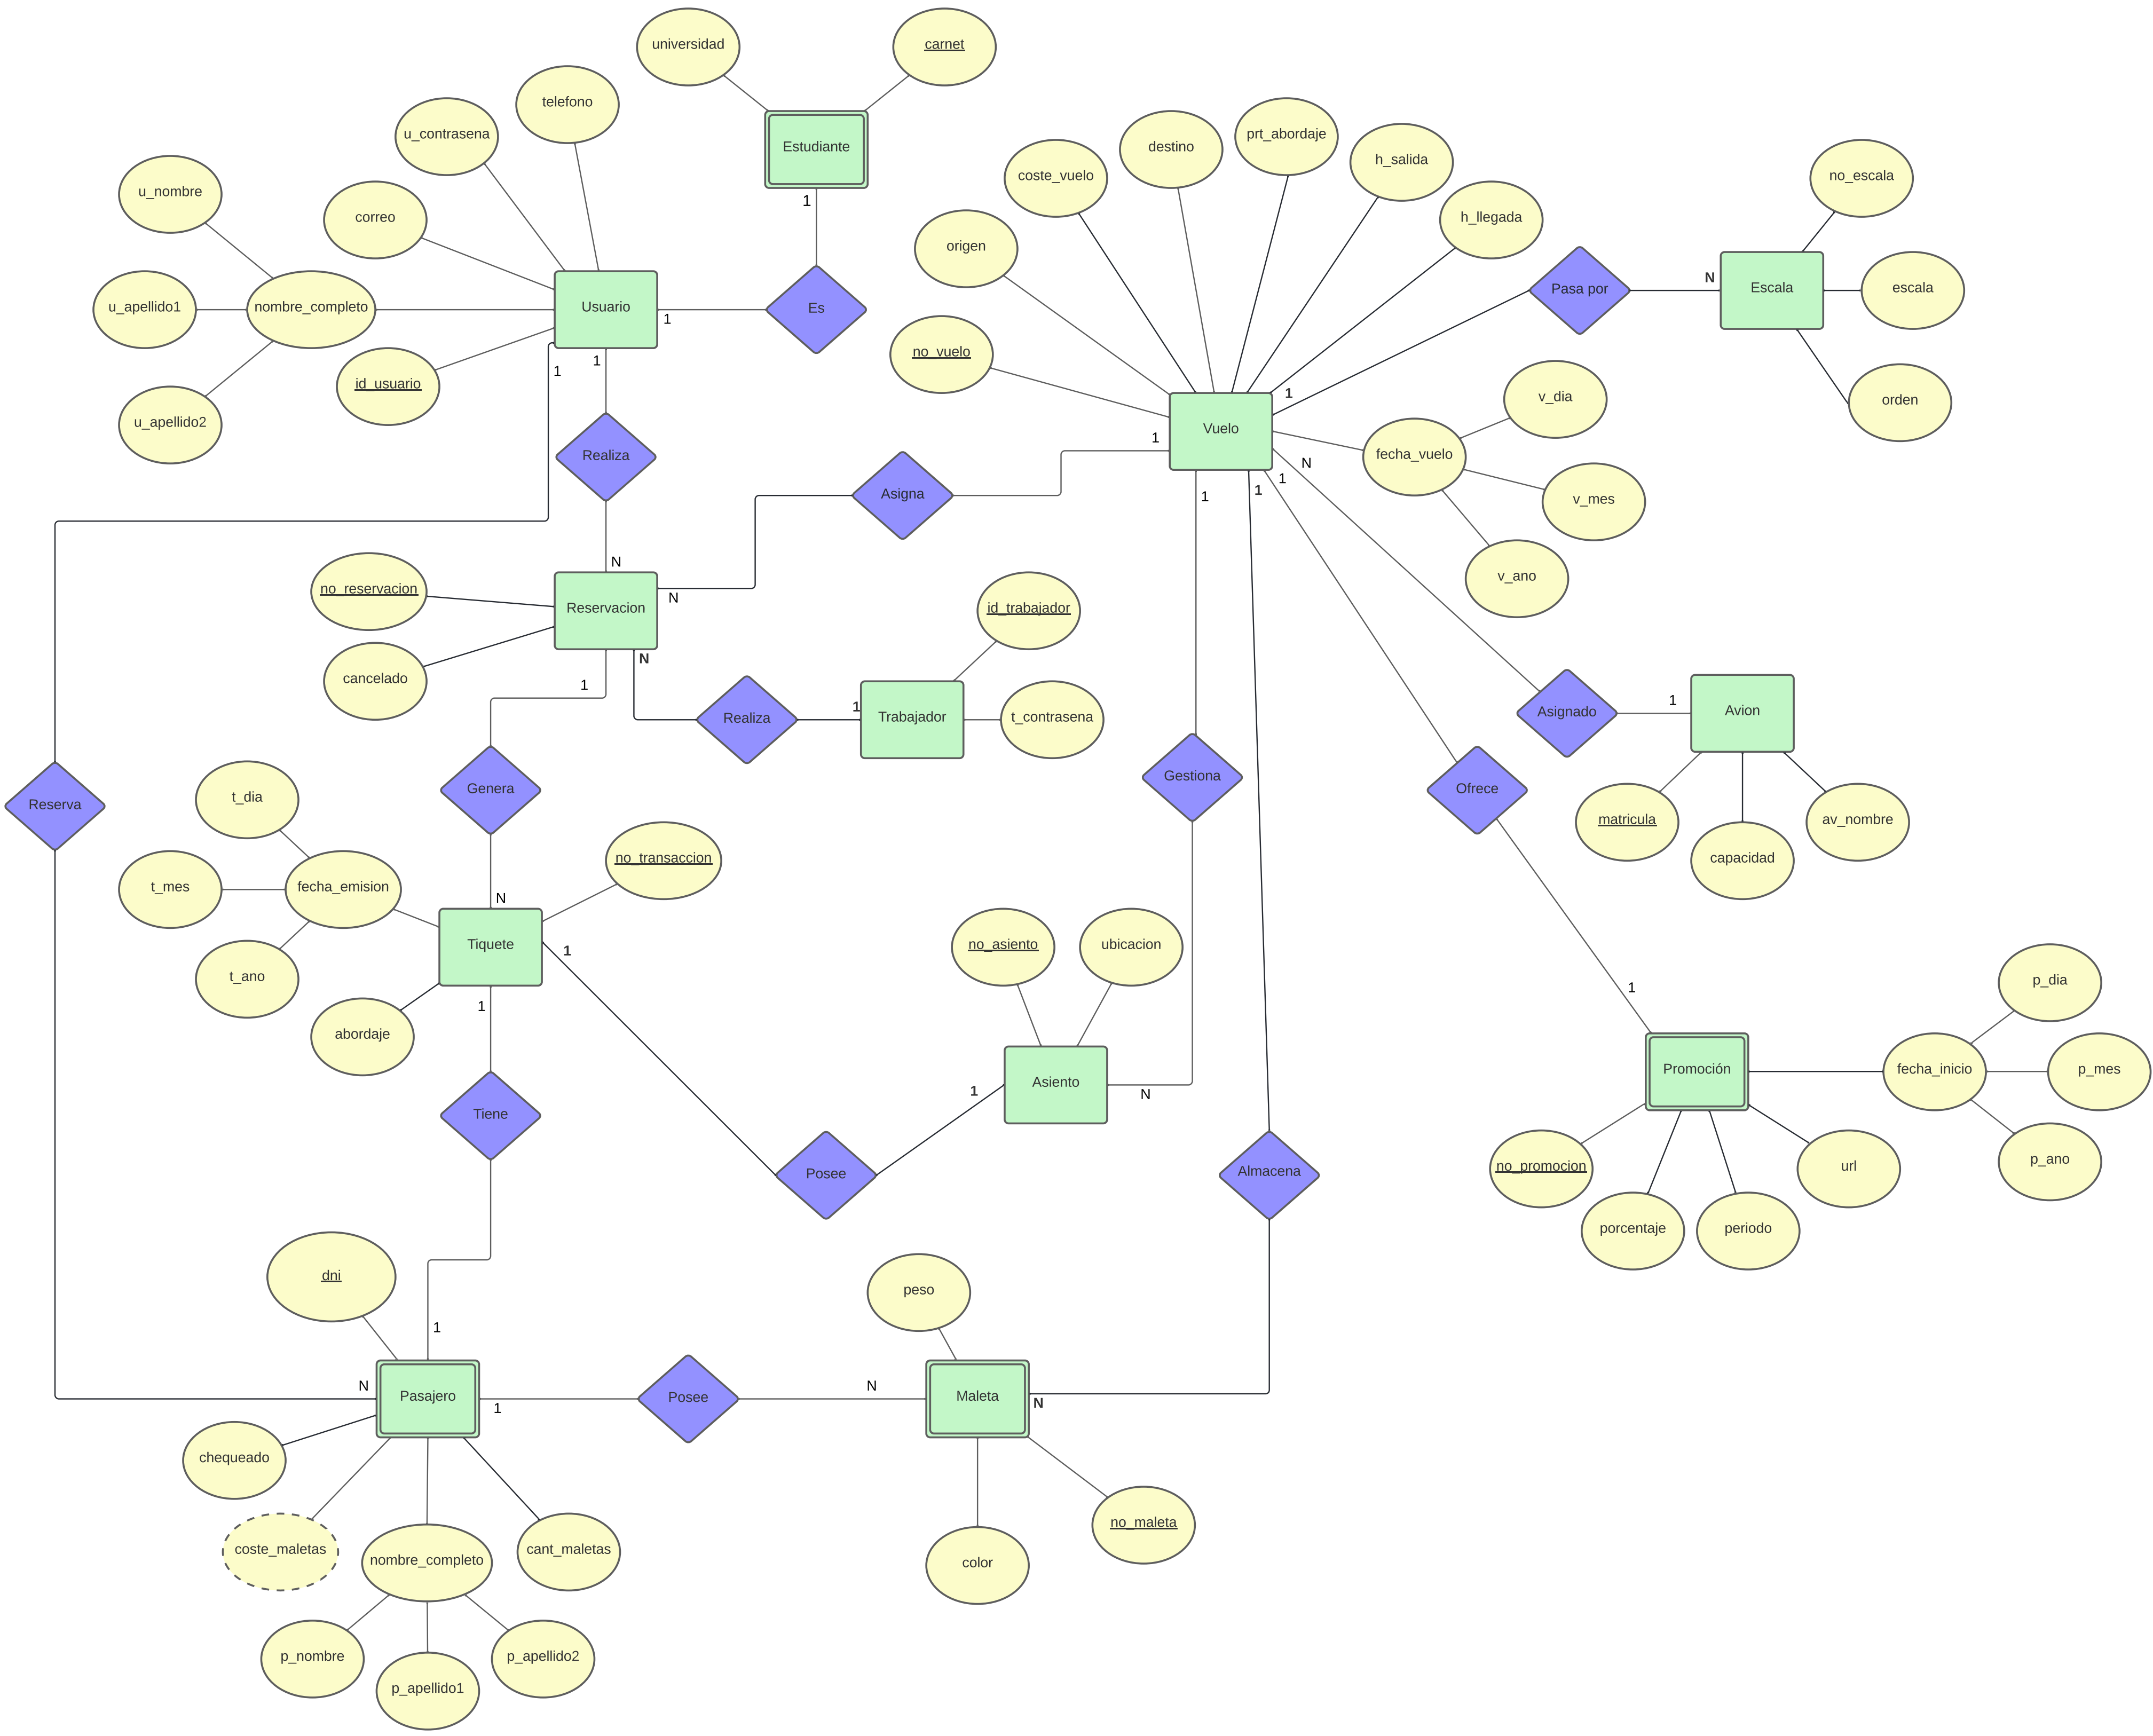 universidad
carnet
telefono
u_contrasena
Estudiante
u_nombre
correo
1
u_apellido1
nombre_completo
Usuario
1
Es
u_apellido2
id_usuario
1
1
Realiza
coste_vuelo
destino
prt_abordaje
h_salida
h_llegada
origen
no_vuelo
Vuelo
1
Pasa por
N
Escala
no_escala
escala
orden
fecha_vuelo
v_dia
v_mes
v_ano
N
1
1
1
1
Asigna
N
N
Reservacion
no_reservacion
cancelado
N
1
Realiza
1
Trabajador
id_trabajador
t_contrasena
Gestiona
Asignado
1
Avion
matricula
capacidad
av_nombre
Ofrece
Reserva
Genera
t_dia
t_mes
fecha_emision
t_ano
no_transaccion
N
Tiquete
1
abordaje
1
Tiene
no_asiento
ubicacion
Asiento
1
N
Posee
Almacena
1
Promoción
fecha_inicio
p_dia
p_mes
p_ano
no_promocion
porcentaje
periodo
url
dni
1
N
Pasajero
1
Posee
N
Maleta
N
peso
color
no_maleta
chequeado
coste_maletas
nombre_completo
cant_maletas
p_nombre
p_apellido1
p_apellido2